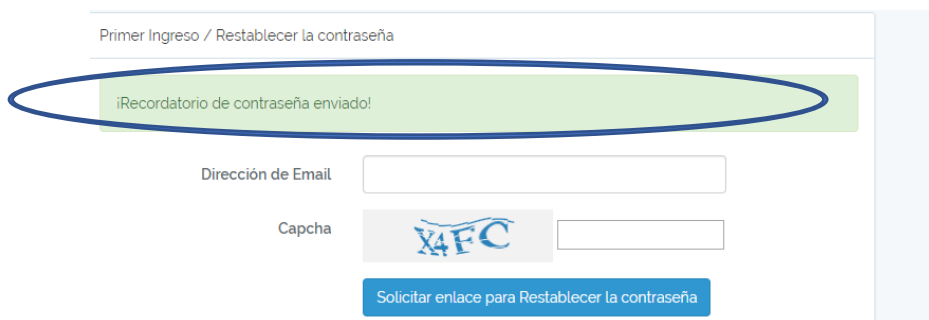 Primer Ingreso / Restablecer la contraseña
¡Recordatorio de contraseña enviado!
Dirección de Email
Capcha
X4FC
Solicitar enlace para Restablecer la contraseña